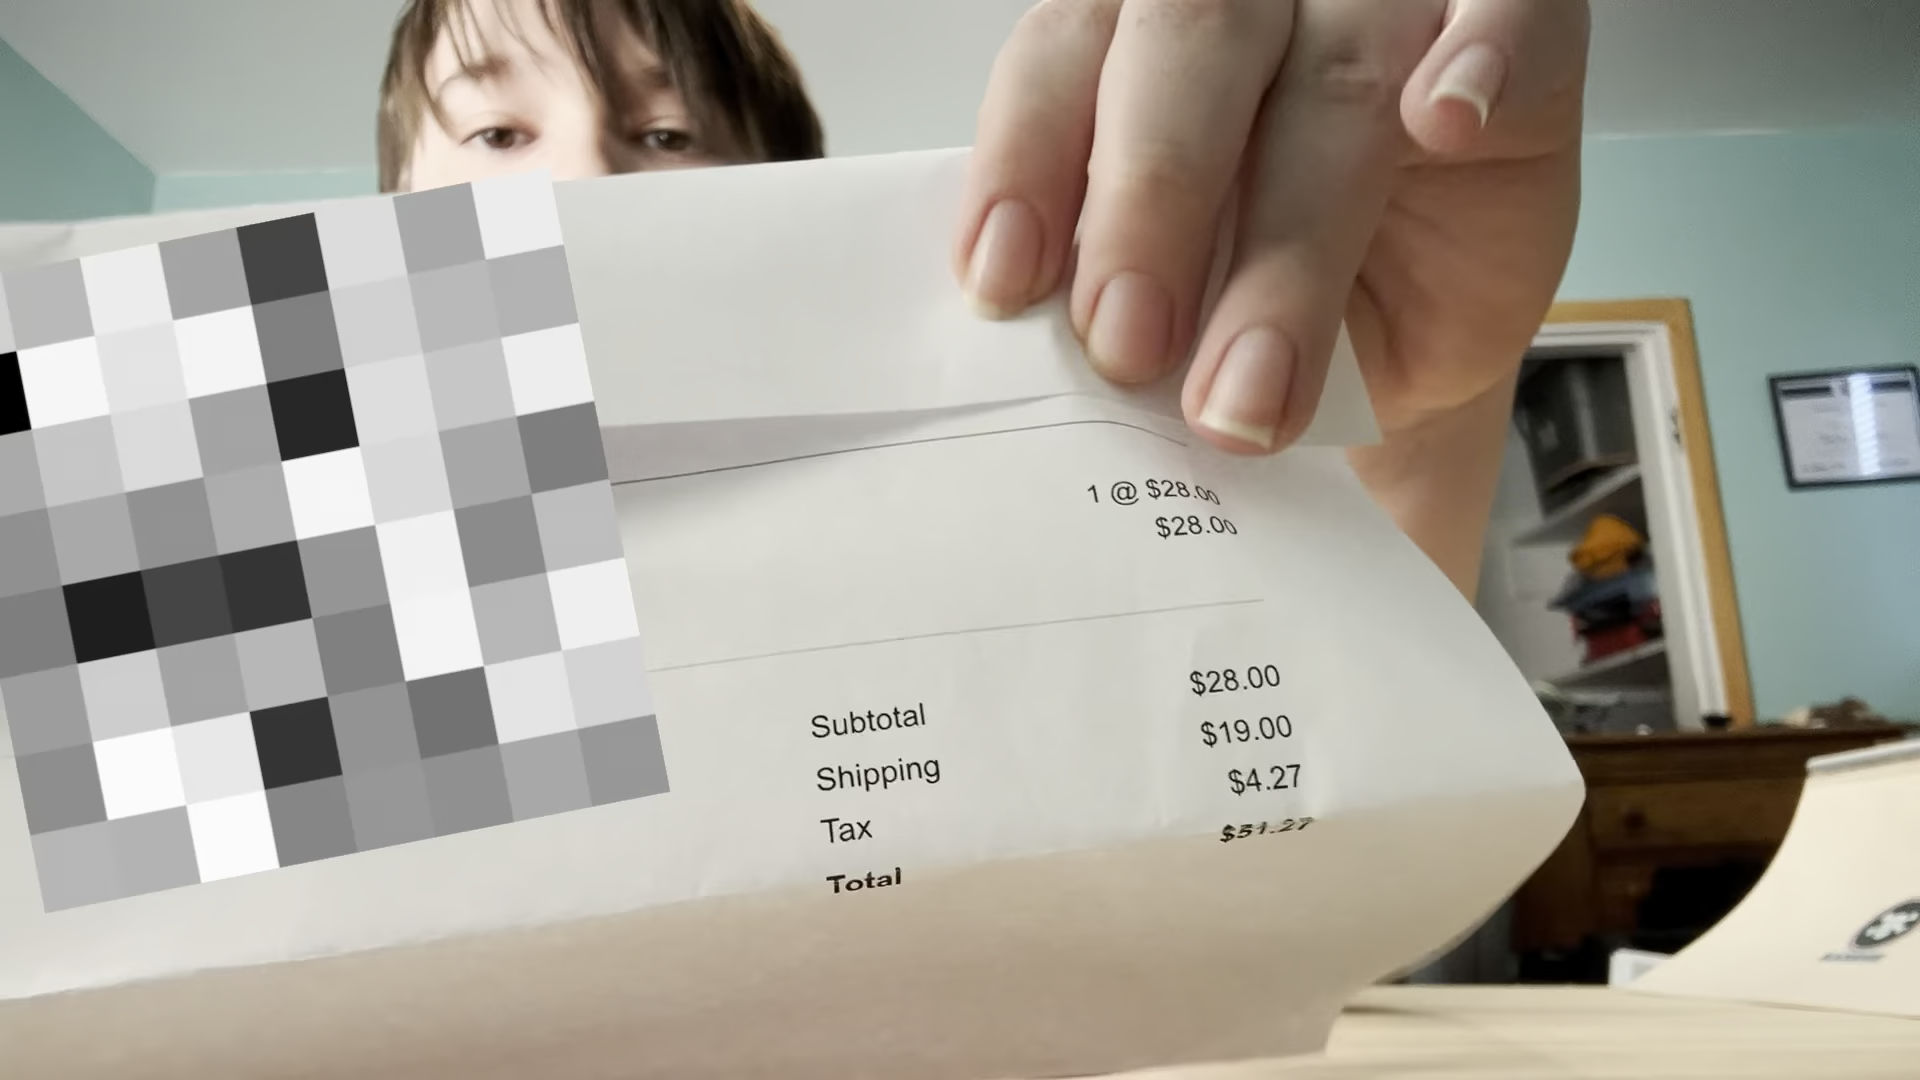 1 @ $28.00
$28.00
Subtotal $28.00
Shipping $19.00
Tax $4.27
Total $51.27